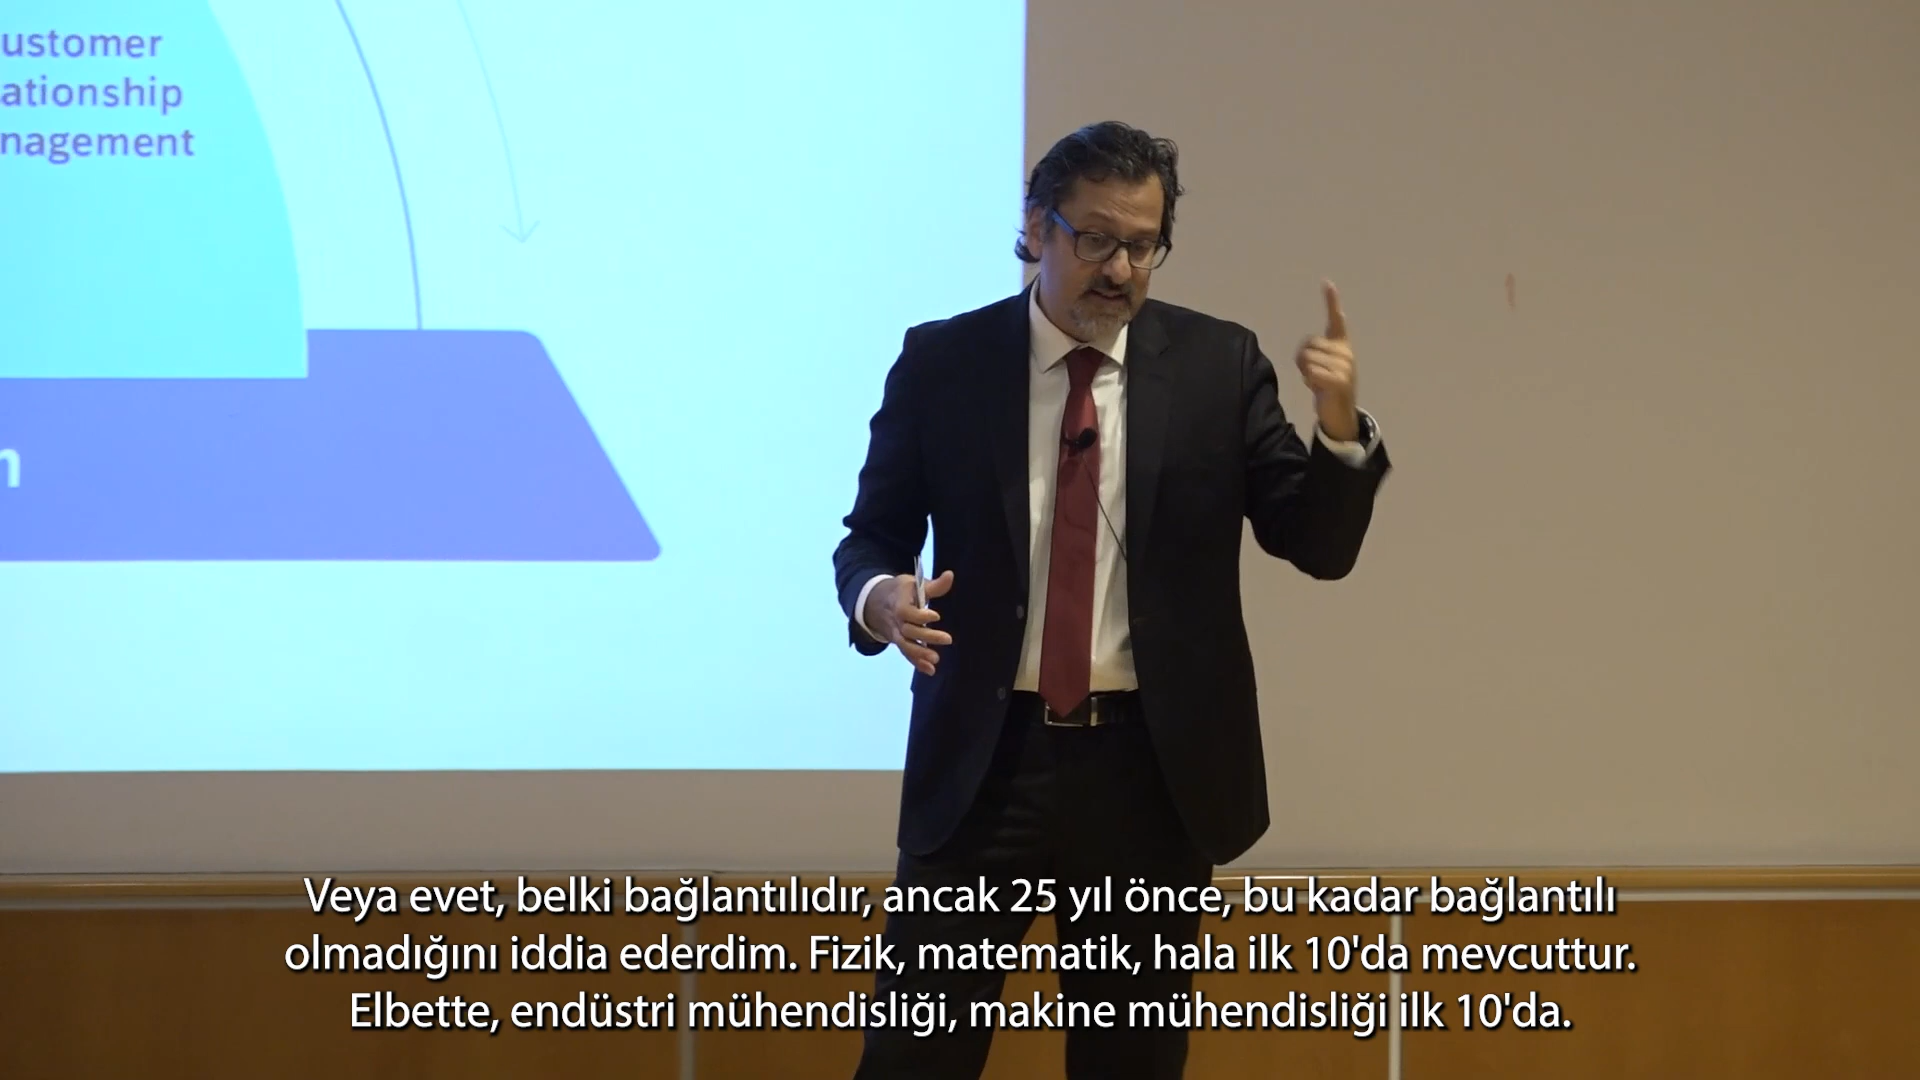 ustomer
ationship
nagement
n
Veya evet, belki bağlantılıdır, ancak 25 yıl önce, bu kadar bağlantılı
olmadığını iddia ederdim. Fizik, matematik, hala ilk 10'da mevcuttur.
Elbette, endüstri mühendisliği, makine mühendisliği ilk 10'da.